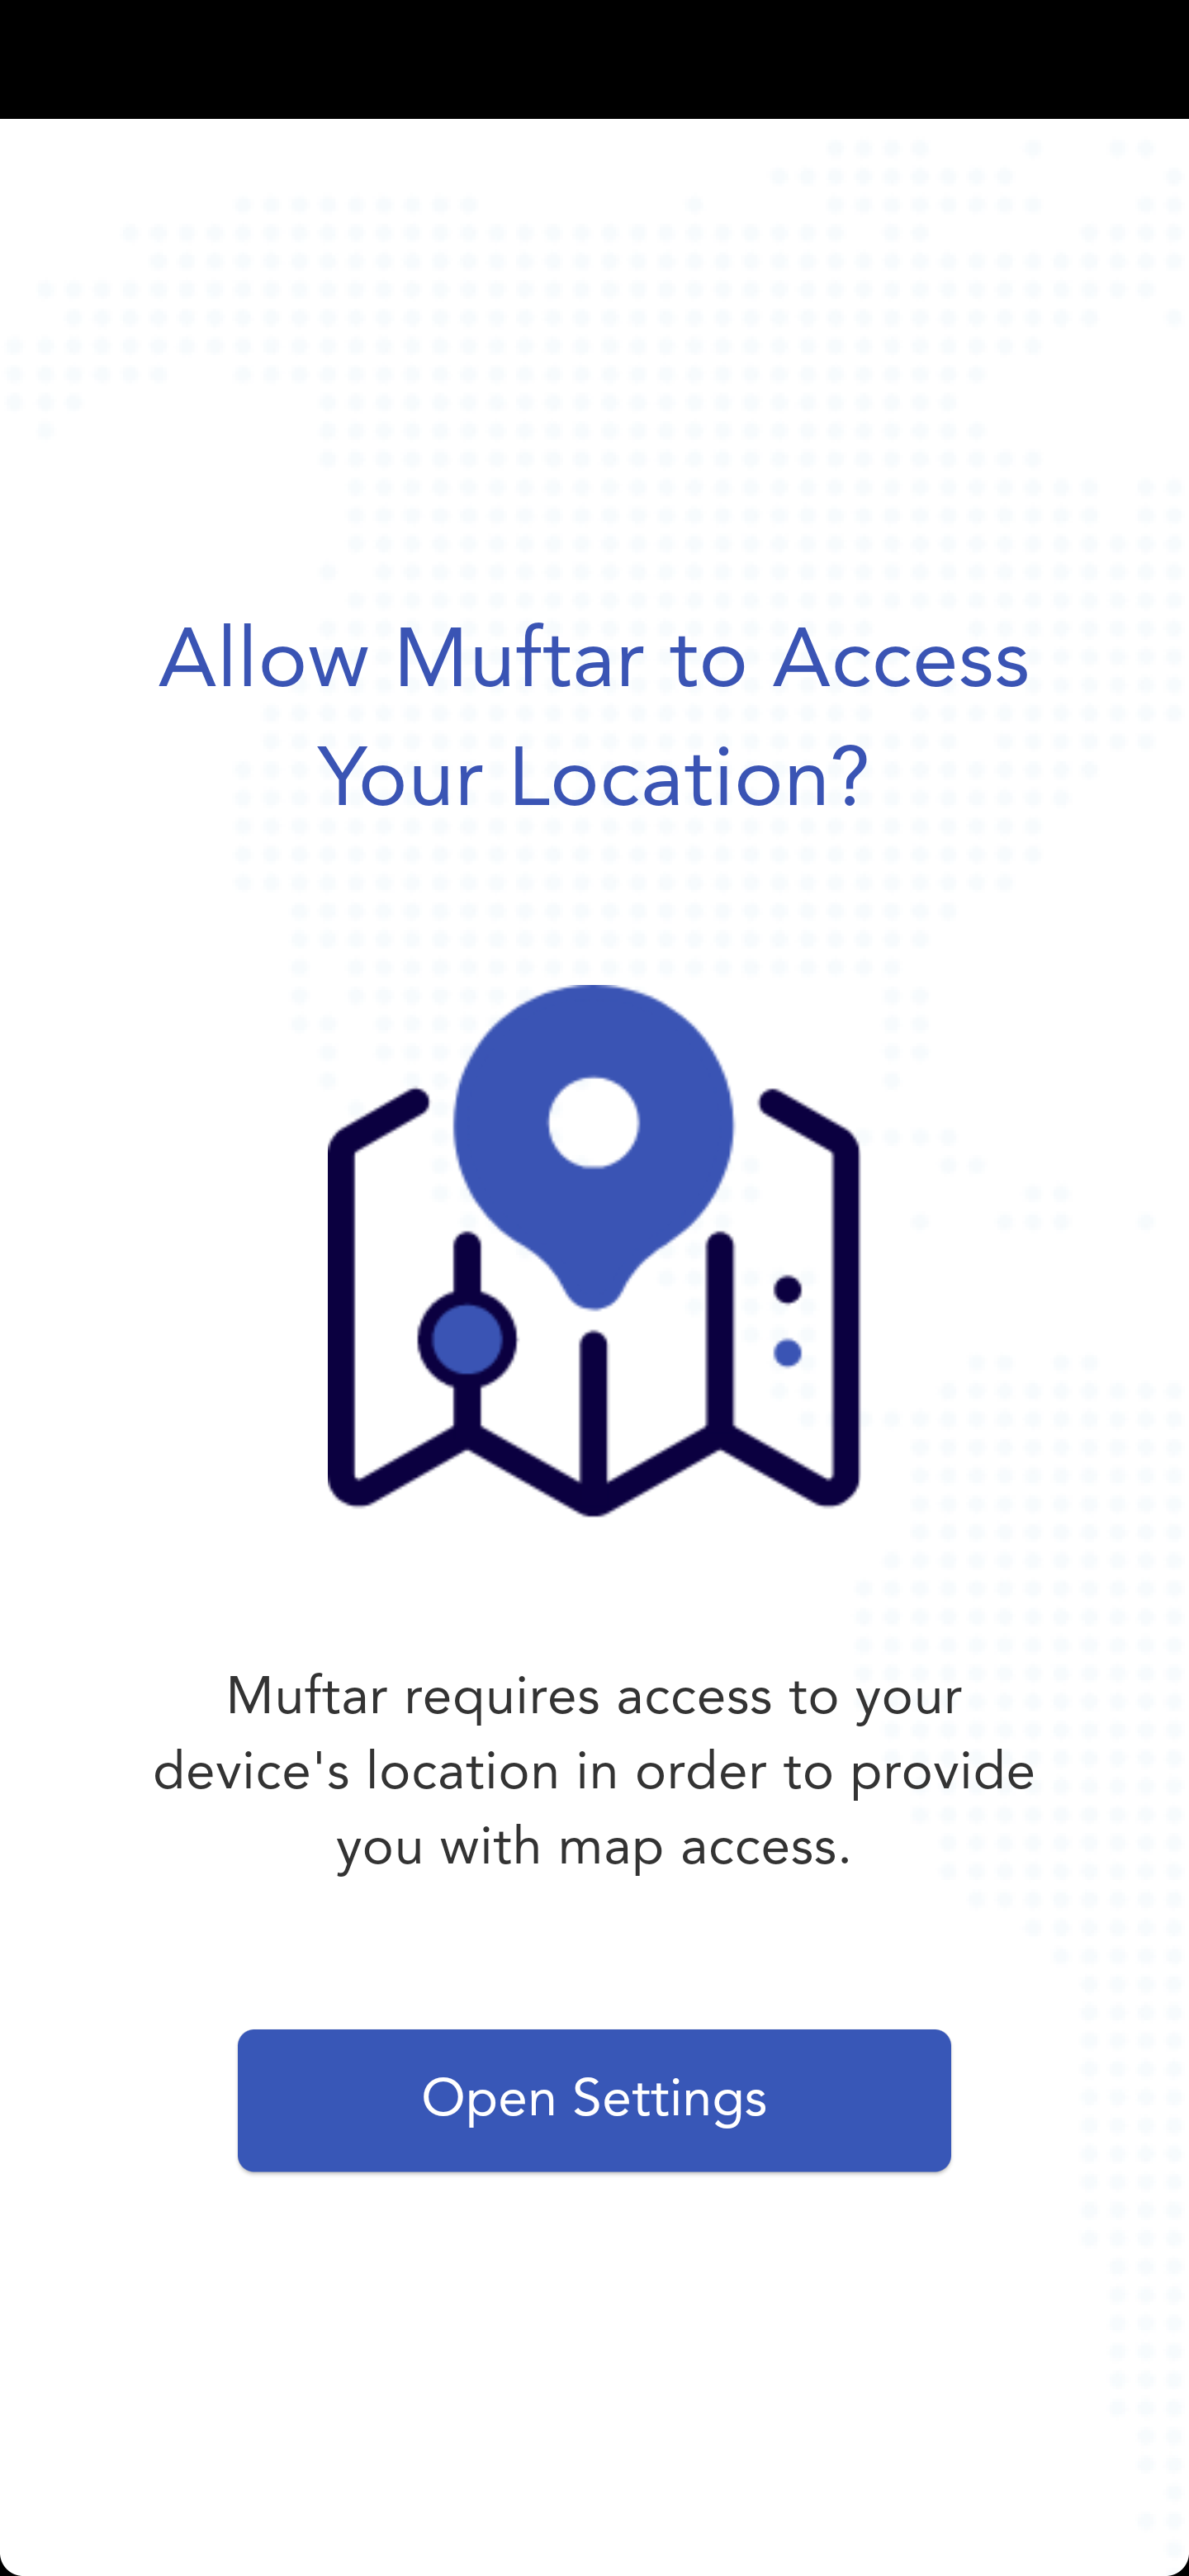 Allow Muftar to Access
Your Location?
Muftar requires access to your
device's location in order to provide
you with map access.
Open Settings